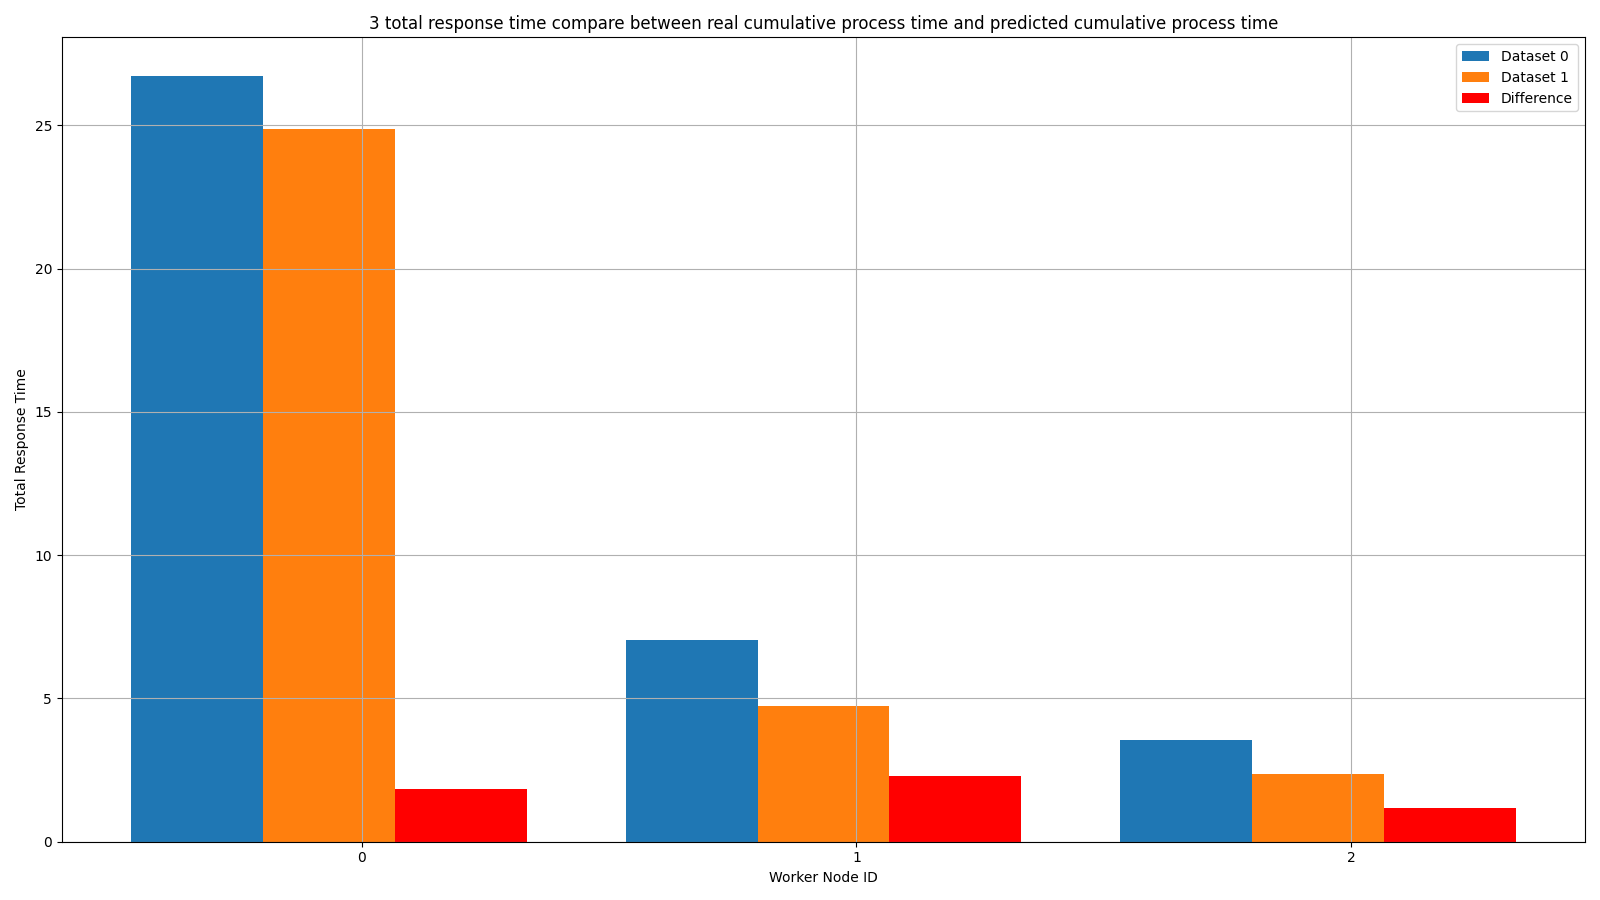 3 total response time compare between real cumulative process time and predicted cumulative process time
Dataset 0
Dataset 1
Difference
Total Response Time
25
20
15
10
5
0
0 1 2
Worker Node ID